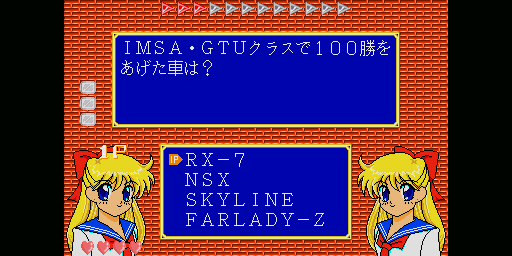 IMSA・GTUクラスで100勝を
あげた車は？
1P
1P RX-7
NSX
SKYLINE
FARLADY-Z